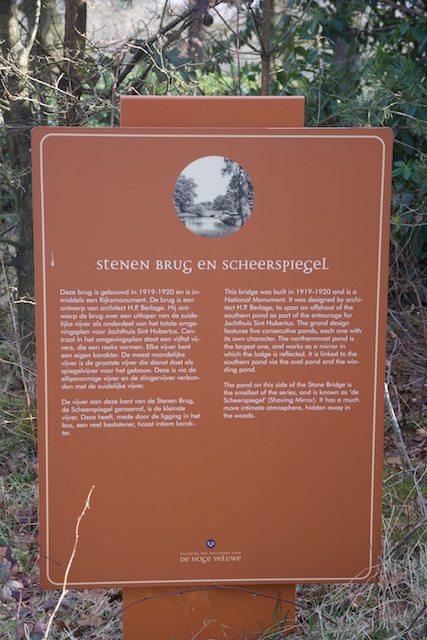 stenen brug en scheerspiegel
Deze brug is gebouwd in 1919-1920 en is in-
middels een Rijksmonument. De brug is een
ontwerp van architect H.P. Berlage. Hij ont-
wierp de brug over een uitloper van de zuide-
lijke vijver als onderdeel van het totale omge-
vingsplan voor Jachthuis Sint Hubertus. Cen-
traal in het omgevingsplan staat een vijftal vij-
vers, die een reeks vormen. Elke vijver kent
een eigen karakter. De meest noordelijke
vijver is de grootste vijver die dienst doet als
spiegelvijver voor het gebouw. Deze is via de
ellipsvormige vijver en de slingervijver verbon-
den met de zuidelijke vijver.
De vijver aan deze kant van de Stenen Brug,
de Scheerspiegel genaamd, is de kleinste
vijver. Deze heeft, mede door de ligging in het
bos, een veel beslotener, haast intiem karak-
ter.
This bridge was built in 1919-1920 and is a
National Monument. It was designed by archi-
tect H.P. Berlage, to span an offshoot of the
southern pond as part of the entourage for
Jachthuis Sint Hubertus. The grand design
features five consecutive ponds, each one with
its own character. The northernmost pond is
the largest one, and works as a mirror in
which the lodge is reflected. It is linked to the
southern pond via the oval pond and the win-
ding pond.
The pond on this side of the Stone Bridge is
the smallest of the series, and is known as 'de
Scheerspiegel' (Shaving Mirror). It has a much
more intimate atmosphere, hidden away in
the woods.
stichting het nationale park
de hoge veluwe